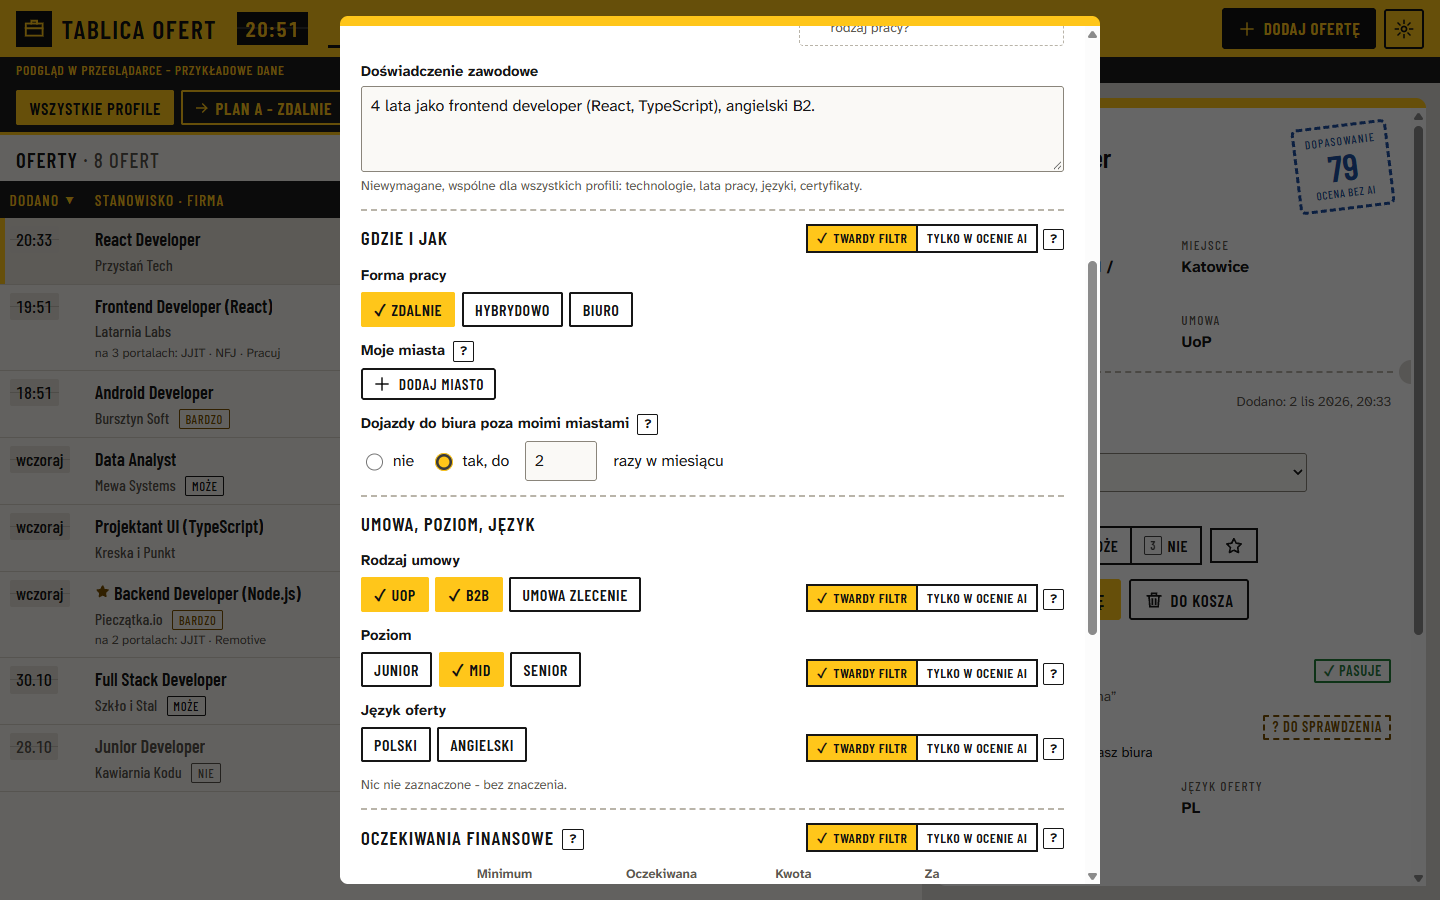 TABLICA OFERT
20:51
DODAJ OFERTĘ
PODGLĄD W PRZEGLĄDARCE - PRZYKŁADOWE DANE
WSZYSTKIE PROFILE
→ PLAN A - ZDALNIE
OFERTY · 8 OFERT
DODANO ▼ STANOWISKO · FIRMA
20:33 React Developer
Przystań Tech
19:51 Frontend Developer (React)
Latarnia Labs
na 3 portalach: JJIT · NFJ · Pracuj
18:51 Android Developer
Bursztyn Soft BARDZO
wczoraj Data Analyst
Mewa Systems MOŻE
wczoraj Projektant UI (TypeScript)
Kreska i Punkt
wczoraj Backend Developer (Node.js)
Pieczątka.io BARDZO
na 2 portalach: JJIT · Remotive
30.10 Full Stack Developer
Szkło i Stal MOŻE
28.10 Junior Developer
Kawiarnia Kodu NIE
rodzaj pracy?
Doświadczenie zawodowe
4 lata jako frontend developer (React, TypeScript), angielski B2.
Niewymagane, wspólne dla wszystkich profili: technologie, lata pracy, języki, certyfikaty.
GDZIE I JAK ✓ TWARDY FILTR TYLKO W OCENIE AI ?
Forma pracy
✓ ZDALNIE HYBRYDOWO BIURO
Moje miasta ?
+ DODAJ MIASTO
Dojazdy do biura poza moimi miastami ?
nie tak, do 2 razy w miesiącu
UMOWA, POZIOM, JĘZYK
Rodzaj umowy
✓ UOP ✓ B2B UMOWA ZLECENIE ✓ TWARDY FILTR TYLKO W OCENIE AI ?
Poziom
JUNIOR ✓ MID SENIOR ✓ TWARDY FILTR TYLKO W OCENIE AI ?
Język oferty
POLSKI ANGIELSKI ✓ TWARDY FILTR TYLKO W OCENIE AI ?
Nic nie zaznaczone - bez znaczenia.
OCZEKIWANIA FINANSOWE ? ✓ TWARDY FILTR TYLKO W OCENIE AI ?
Minimum Oczekiwana Kwota Za
er
DOPASOWANIE
79
OCENA BEZ AI
MIEJSCE
/ Katowice
UMOWA
UoP
Dodano: 2 lis 2026, 20:33
3 NIE
DO KOSZA
✓ PASUJE
? DO SPRAWDZENIA
asz biura
JĘZYK OFERTY
PL